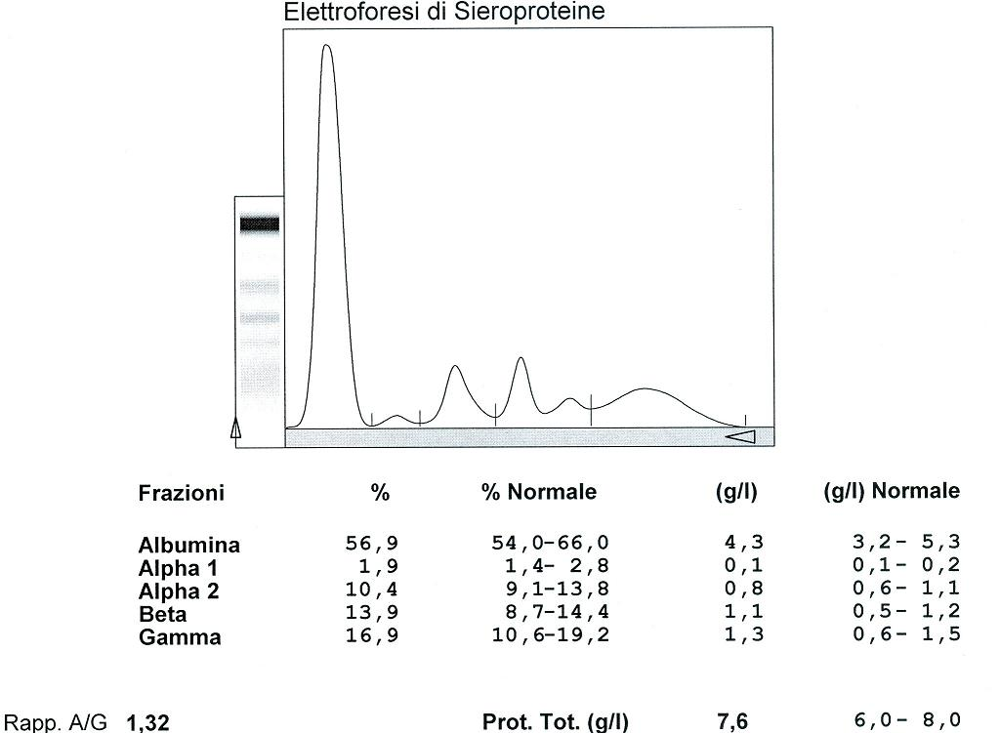 Elettroforesi di Sieroproteine
Frazioni % % Normale (g/l) (g/l) Normale
Albumina 56,9 54,0-66,0 4,3 3,2- 5,3
Alpha 1 1,9 1,4- 2,8 0,1 0,1- 0,2
Alpha 2 10,4 9,1-13,8 0,8 0,6- 1,1
Beta 13,9 8,7-14,4 1,1 0,5- 1,2
Gamma 16,9 10,6-19,2 1,3 0,6- 1,5
Rapp. A/G 1,32 Prot. Tot. (g/l) 7,6 6,0- 8,0